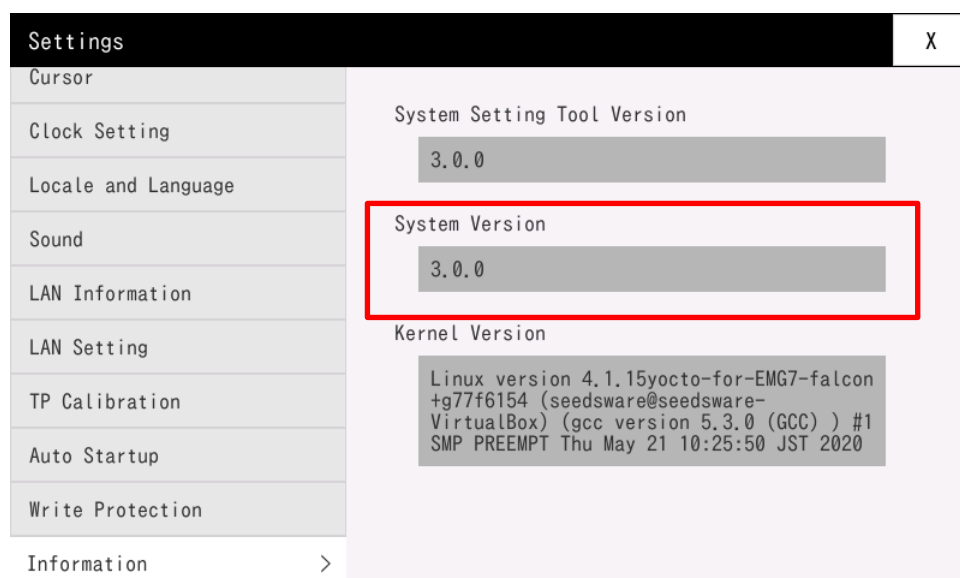 Settings
X
Cursor
Clock Setting
Locale and Language
Sound
LAN Information
LAN Setting
TP Calibration
Auto Startup
Write Protection
Information >
System Setting Tool Version
3.0.0
System Version
3.0.0
Kernel Version
Linux version 4.1.15yocto-for-EMG7-falcon
+g77f6154 (seedsware@seedsware-
VirtualBox) (gcc version 5.3.0 (GCC) ) #1
SMP PREEMPT Thu May 21 10:25:50 JST 2020